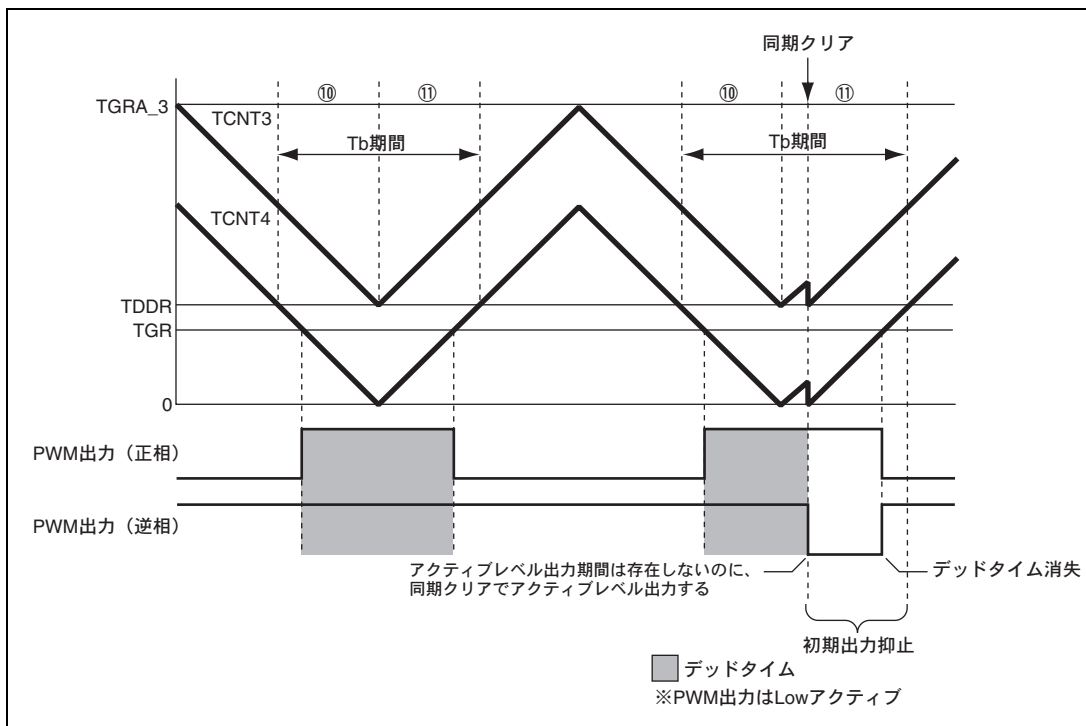 同期クリア
⑩
⑪
⑩
⑪
TGRA_3
TCNT3
Tb期間
Tb期間
TCNT4
TDDR
TGR
0
PWM出力（正相）
PWM出力（逆相）
アクティブレベル出力期間は存在しないのに、
同期クリアでアクティブレベル出力する
デッドタイム消失
初期出力抑止
デッドタイム
※PWM出力はLowアクティブ